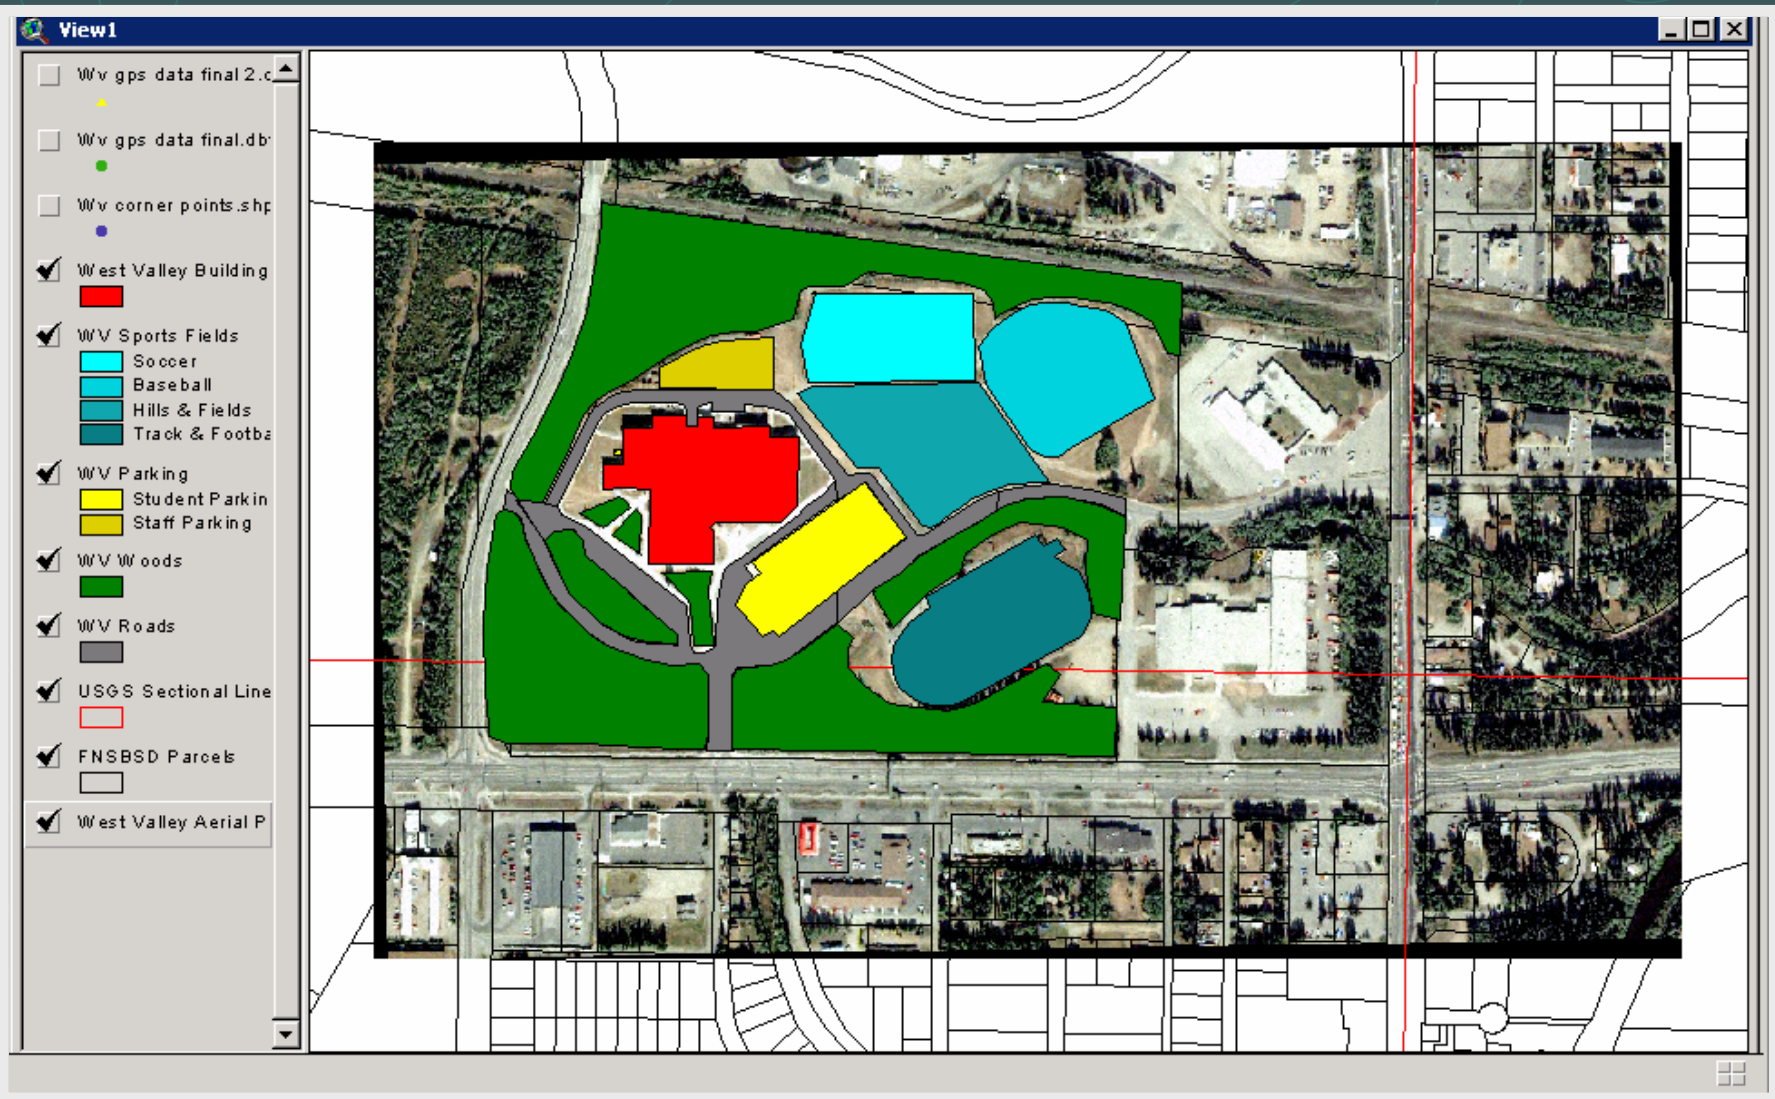 View1
Wv gps data final 2.c
Wv gps data final.db
Wv corner points.shp
West Valley Building
WV Sports Fields
Soccer
Baseball
Hills & Fields
Track & Footba
WV Parking
Student Parkin
Staff Parking
WV Woods
WV Roads
USGS Sectional Line
FNSBSD Parcels
West Valley Aerial P